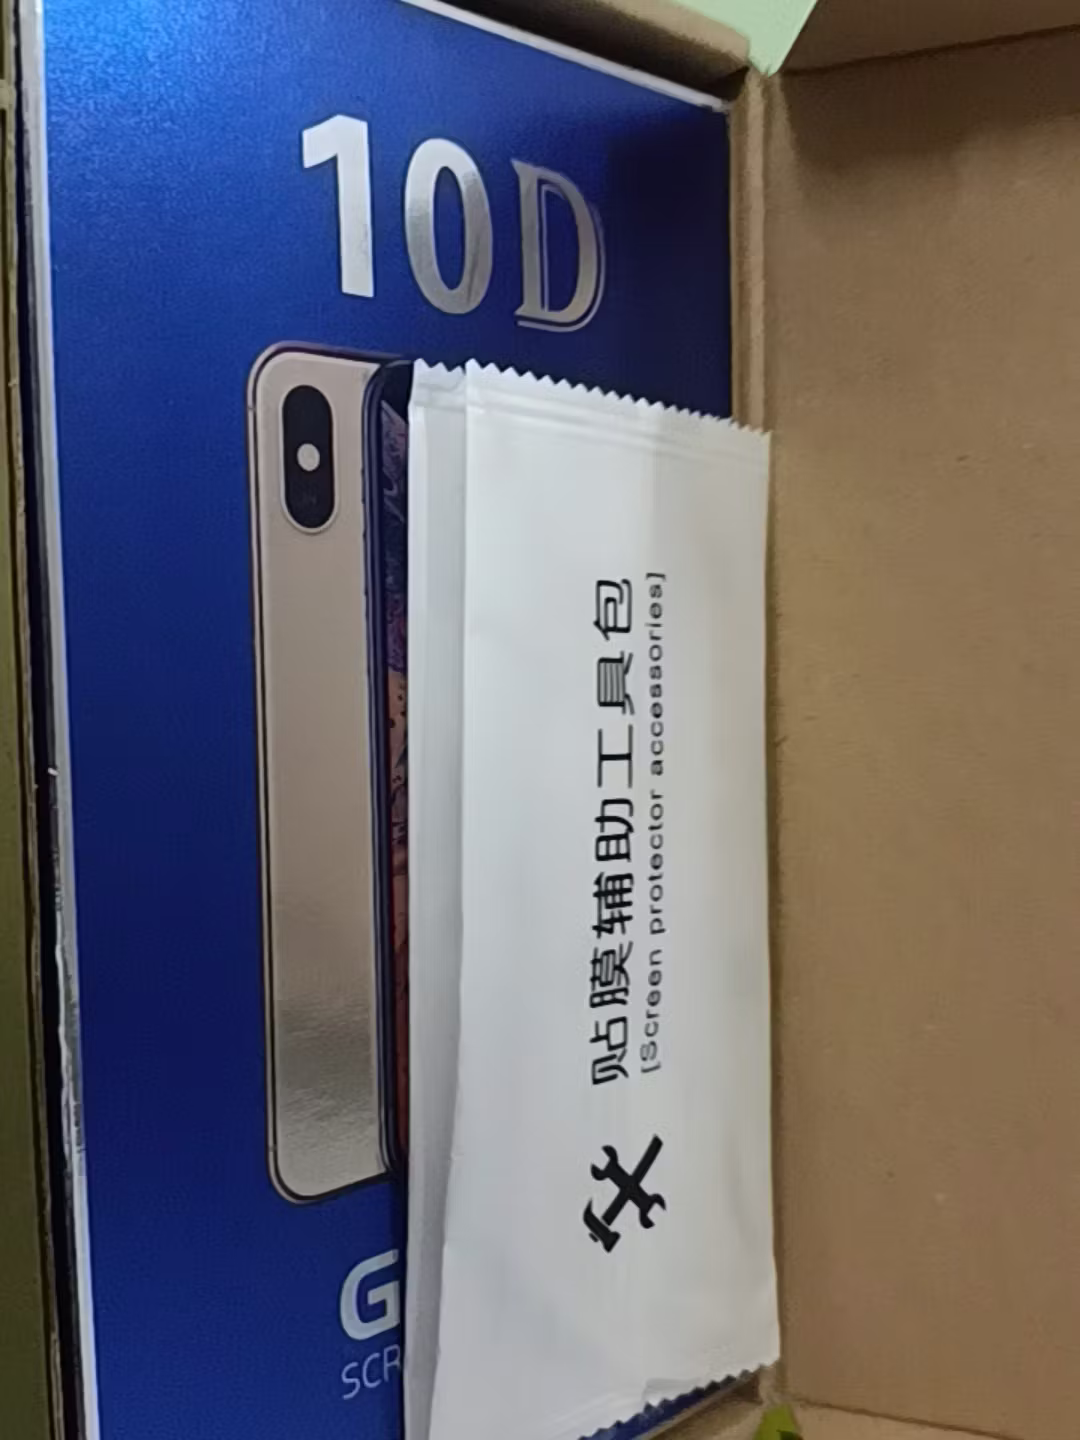 10D
贴膜辅助工具包
[Screen protector accessories]
G
SCR